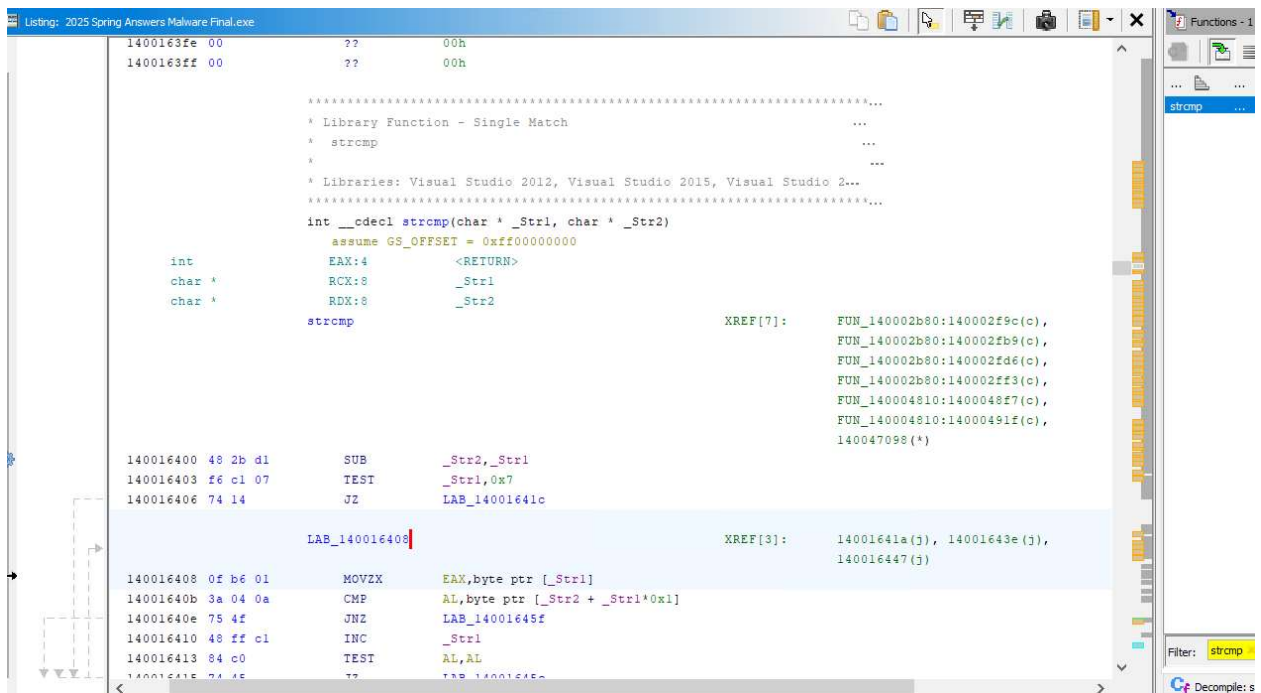 Listing: 2025 Spring Answers Malware Final.exe
Functions - 1
1400163fe 00 ?? 00h
1400163ff 00 ?? 00h
************************************************************************...
* Library Function - Single Match ...
* strcmp ...
* ...
* Libraries: Visual Studio 2012, Visual Studio 2015, Visual Studio 2...
************************************************************************...
int __cdecl strcmp(char * _Str1, char * _Str2)
assume GS_OFFSET = 0xff00000000
int EAX:4 <RETURN>
char * RCX:8 _Str1
char * RDX:8 _Str2
strcmp XREF[7]: FUN_140002b80:140002f9c(c),
FUN_140002b80:140002fb9(c),
FUN_140002b80:140002fd6(c),
FUN_140002b80:140002ff3(c),
FUN_140004810:1400048f7(c),
FUN_140004810:14000491f(c),
140047098(*)
140016400 48 2b d1 SUB _Str2,_Str1
140016403 f6 c1 07 TEST _Str1,0x7
140016406 74 14 JZ LAB_14001641c
LAB_140016408 XREF[3]: 14001641a(j), 14001643e(j),
140016447(j)
140016408 0f b6 01 MOVZX EAX,byte ptr [_Str1]
14001640b 3a 04 0a CMP AL,byte ptr [_Str2 + _Str1*0x1]
14001640e 75 4f JNZ LAB_14001645f
140016410 48 ff c1 INC _Str1
140016413 84 c0 TEST AL,AL
... ...
strcmp ...
Filter: strcmp
Decompile: s